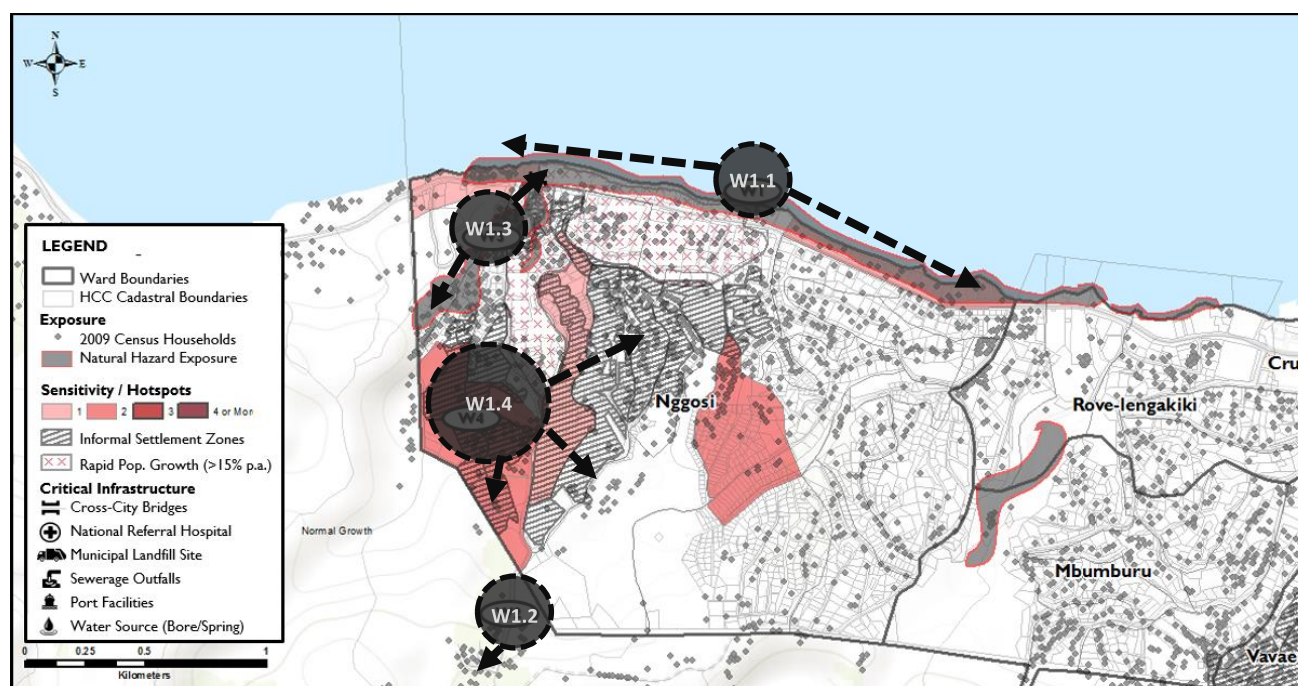 N
W E
S
W1.1
W1.3
W1.4
W4
W1.2
Nggosi
Rove-lengakiki
Cru
Mbumburu
Vavae
Normal Growth
LEGEND
Ward Boundaries
HCC Cadastral Boundaries
Exposure
2009 Census Households
Natural Hazard Exposure
Sensitivity / Hotspots
1 2 3 4 or Mor
Informal Settlement Zones
Rapid Pop. Growth (>15% p.a.)
Critical Infrastructure
Cross-City Bridges
National Referral Hospital
Municipal Landfill Site
Sewerage Outfalls
Port Facilities
Water Source (Bore/Spring)
0 0.25 0.5 1
Kilometers